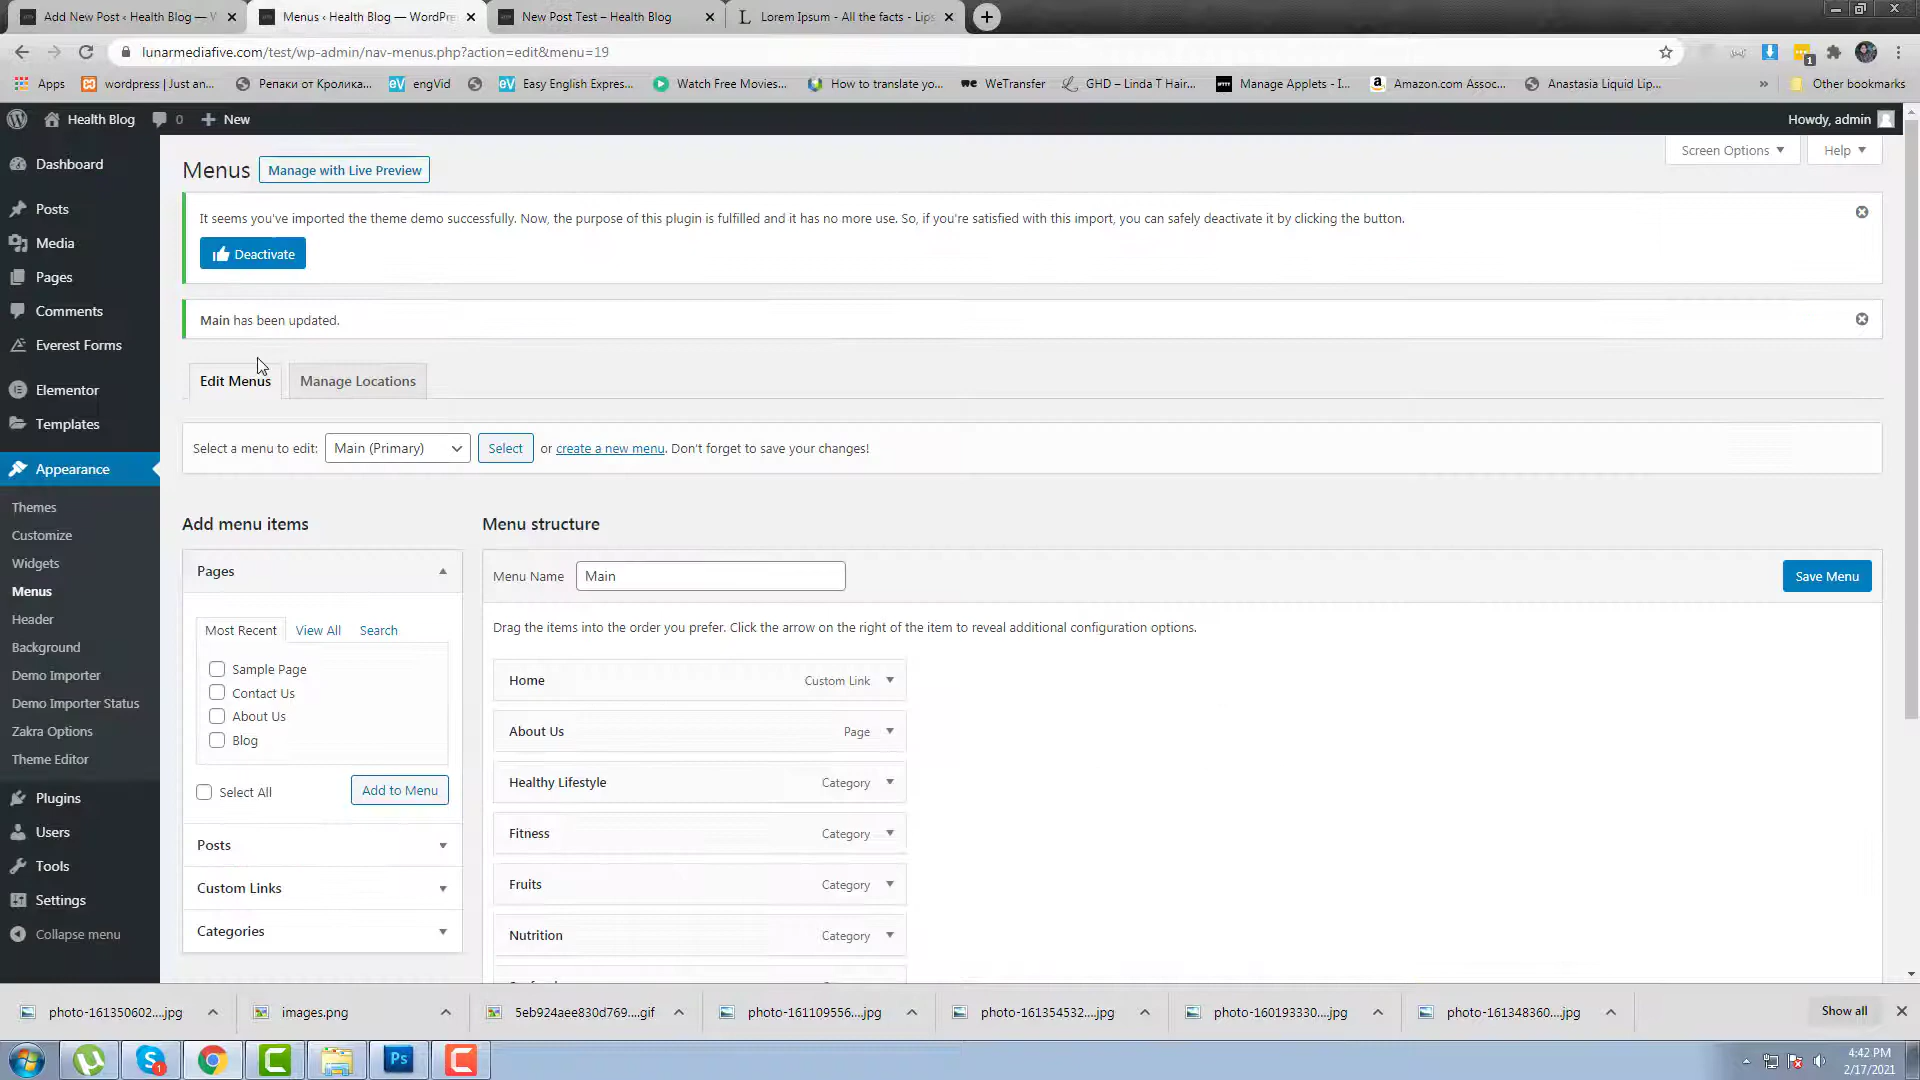 Add New Post ‹ Health Blog — W
Menus ‹ Health Blog — WordPre
New Post Test – Health Blog
Lorem Ipsum - All the facts - Lips
lunarmediafive.com/test/wp-admin/nav-menus.php?action=edit&menu=19
Apps
wordpress | Just an...
Репаки от Кролика...
engVid
Easy English Expres...
Watch Free Movies...
How to translate yo...
WeTransfer
GHD – Linda T Hair...
Manage Applets - I...
Amazon.com Assoc...
Anastasia Liquid Lip...
»
Other bookmarks
Health Blog
0
New
Howdy, admin
Screen Options
Help
Menus
Manage with Live Preview
It seems you've imported the theme demo successfully. Now, the purpose of this plugin is fulfilled and it has no more use. So, if you're satisfied with this import, you can safely deactivate it by clicking the button.
Deactivate
Main has been updated.
Edit Menus
Manage Locations
Select a menu to edit:
Main (Primary)
Select
or create a new menu. Don't forget to save your changes!
Dashboard
Posts
Media
Pages
Comments
Everest Forms
Elementor
Templates
Appearance
Themes
Customize
Widgets
Menus
Header
Background
Demo Importer
Demo Importer Status
Zakra Options
Theme Editor
Plugins
Users
Tools
Settings
Collapse menu
Add menu items
Pages
Most Recent
View All
Search
Sample Page
Contact Us
About Us
Blog
Select All
Add to Menu
Posts
Custom Links
Categories
Menu structure
Menu Name
Main
Save Menu
Drag the items into the order you prefer. Click the arrow on the right of the item to reveal additional configuration options.
Home
Custom Link
About Us
Page
Healthy Lifestyle
Category
Fitness
Category
Fruits
Category
Nutrition
Category
photo-161350602....jpg
images.png
5eb924aee830d769....gif
photo-161109556....jpg
photo-161354532....jpg
photo-160193330....jpg
photo-161348360....jpg
Show all
4:42 PM
2/17/2021